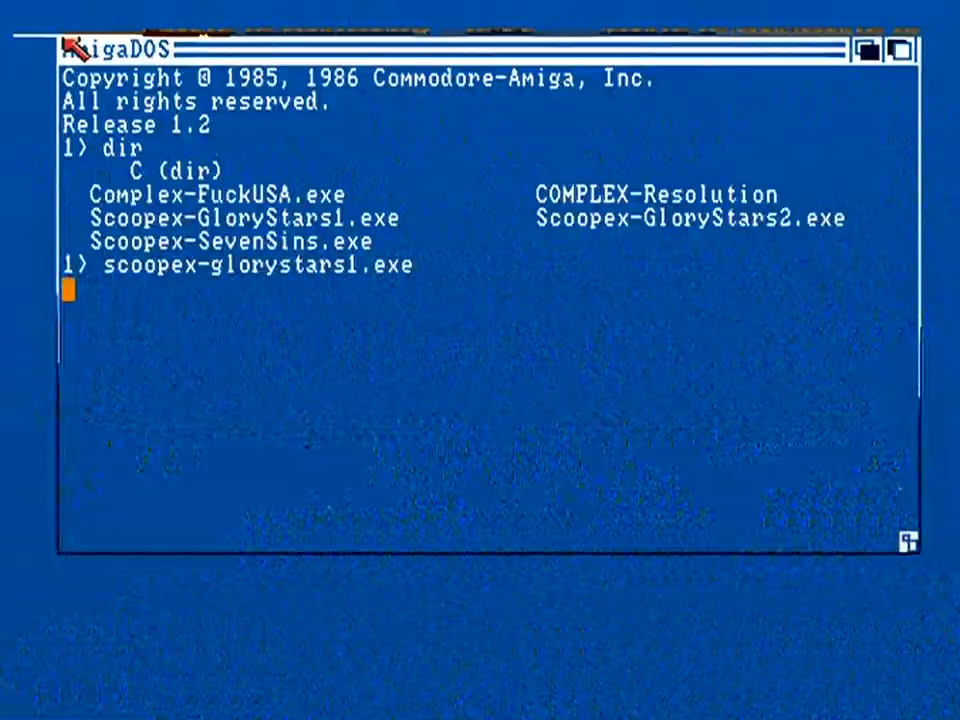 AmigaDOS
Copyright © 1985, 1986 Commodore-Amiga, Inc.
All rights reserved.
Release 1.2
1> dir
C (dir)
Complex-FuckUSA.exe COMPLEX-Resolution
Scoopex-GloryStars1.exe Scoopex-GloryStars2.exe
Scoopex-SevenSins.exe
1> scoopex-glorystars1.exe